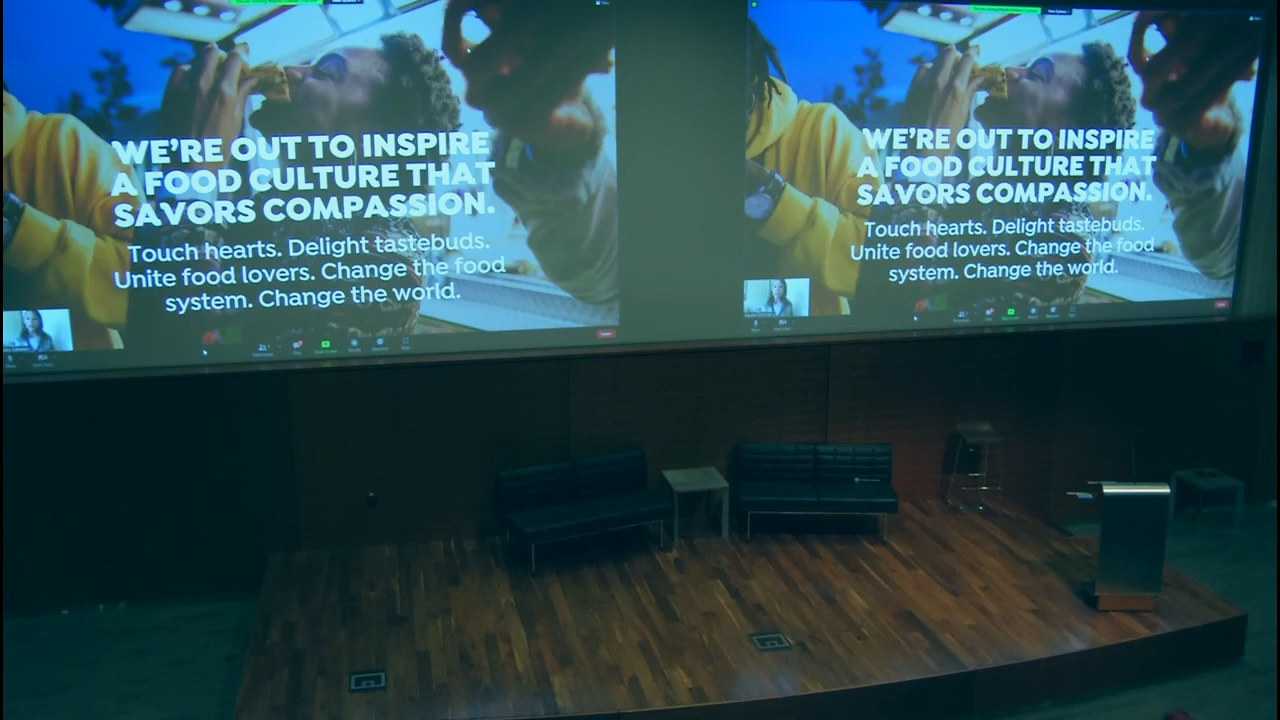 WE'RE OUT TO INSPIRE
A FOOD CULTURE THAT
SAVORS COMPASSION.
Touch hearts. Delight tastebuds.
Unite food lovers. Change the food
system. Change the world.
WE'RE OUT TO INSPIRE
A FOOD CULTURE THAT
SAVORS COMPASSION.
Touch hearts. Delight tastebuds.
Unite food lovers. Change the food
system. Change the world.